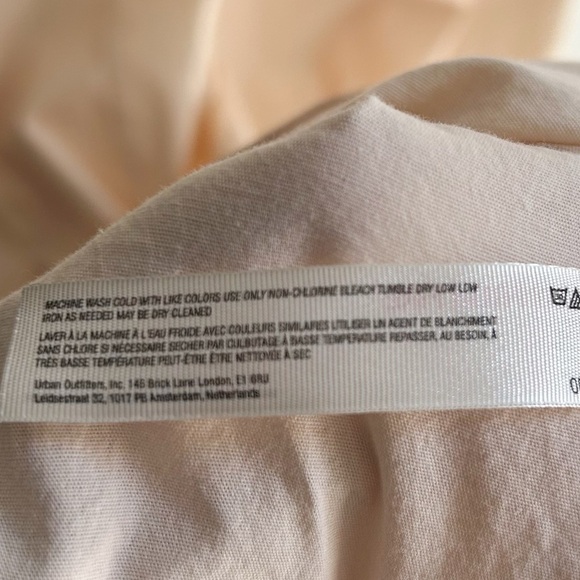 MACHINE WASH COLD WITH LIKE COLORS USE ONLY NON-CHLORINE BLEACH TUMBLE DRY LOW LOW
IRON AS NEEDED MAY BE DRY CLEANED
LAVER À LA MACHINE À L'EAU FROIDE AVEC COULEURS SIMILAIRES UTILISER UN AGENT DE BLANCHIMENT
SANS CHLORE SI NÉCESSAIRE SECHER PAR CULBUTAGE À BASSE TEMPÉRATURE REPASSER, AU BESOIN, À
TRÈS BASSE TEMPÉRATURE PEUT-ÊTRE ÊTRE NETTOYÉE À SEC
Urban Outfitters, Inc. 146 Brick Lane London, E1 6RU
Leidsestraat 32, 1017 PB Amsterdam, Netherlands